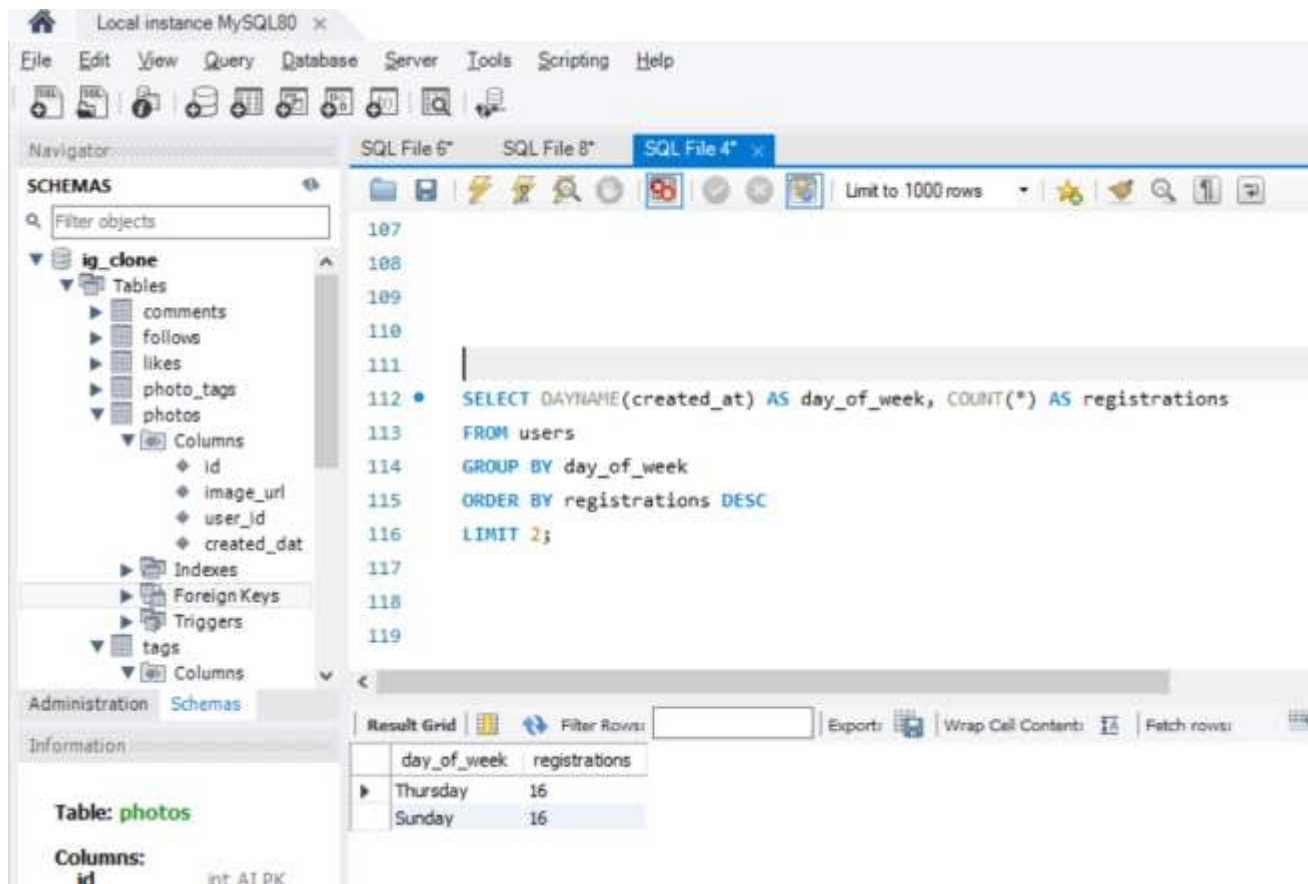 Local instance MySQL80 ×
File Edit View Query Database Server Tools Scripting Help
Navigator
SCHEMAS
Filter objects
ig_clone
Tables
comments
follows
likes
photo_tags
photos
Columns
id
image_url
user_id
created_dat
Indexes
Foreign Keys
Triggers
tags
Columns
Administration Schemas
Information
Table: photos
Columns:
id int AI PK
SQL File 6* SQL File 8* SQL File 4* ×
Limit to 1000 rows
107
108
109
110
111
112 SELECT DAYNAME(created_at) AS day_of_week, COUNT(*) AS registrations
113 FROM users
114 GROUP BY day_of_week
115 ORDER BY registrations DESC
116 LIMIT 2;
117
118
119
Result Grid Filter Rows: Export: Wrap Cell Content: Fetch rows:
day_of_week registrations
Thursday 16
Sunday 16